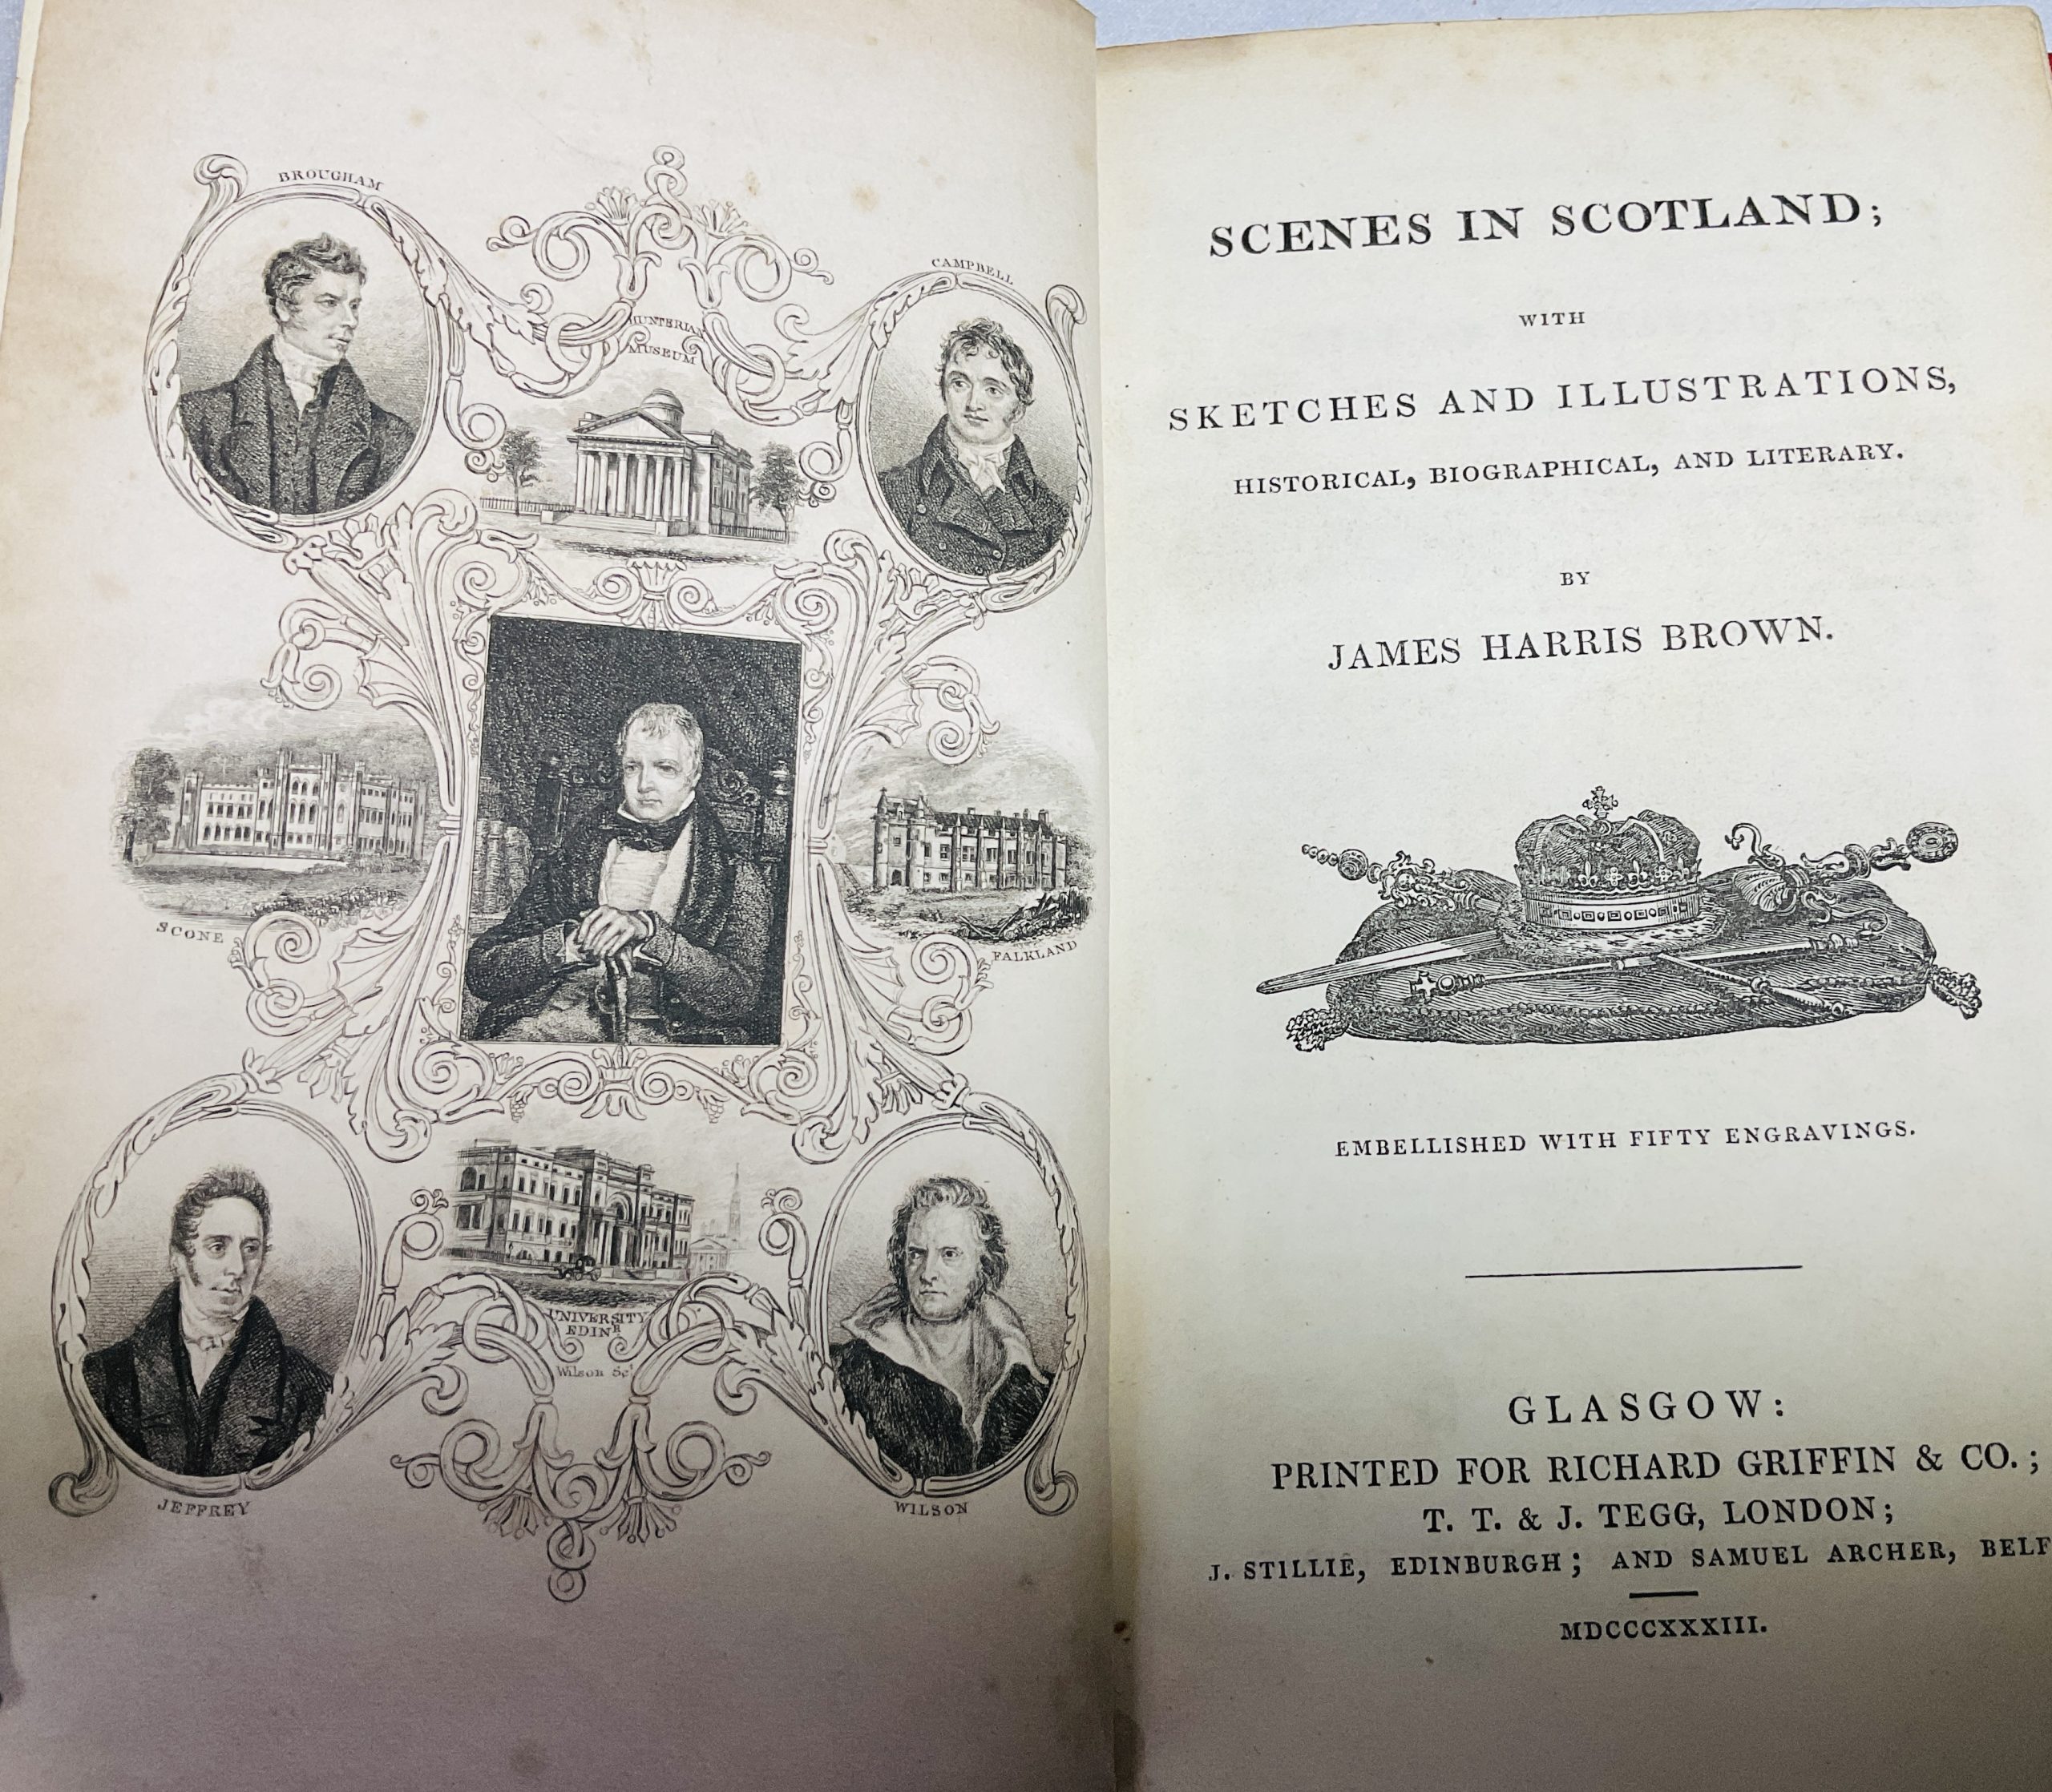 BROUGHAM
CAMPBELL
HUNTERIAN
MUSEUM
SCONE
FALKLAND
UNIVERSITY
EDINR
Wilson Sct
JEFFREY
WILSON
SCENES IN SCOTLAND;
WITH
SKETCHES AND ILLUSTRATIONS,
HISTORICAL, BIOGRAPHICAL, AND LITERARY.
BY
JAMES HARRIS BROWN.
EMBELLISHED WITH FIFTY ENGRAVINGS.
GLASGOW:
PRINTED FOR RICHARD GRIFFIN & CO.;
T. T. & J. TEGG, LONDON;
J. STILLIE, EDINBURGH; AND SAMUEL ARCHER, BELF
MDCCCXXXIII.